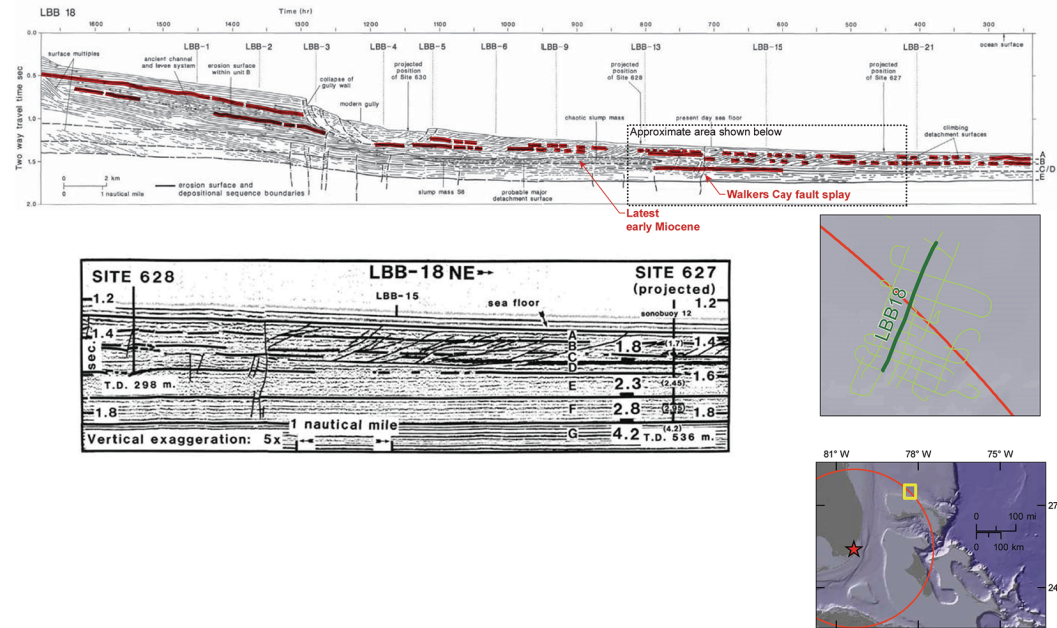 LBB 18
Time (hr)
1600 1500 1400 1300 1200 1100 1000 900 800 700 600 500 400 300
0.0
LBB-1 LBB-2 LBB-3 LBB-4 LBB-5 LBB-6 LBB-9 LBB-13 LBB-15 LBB-21
ocean surface
surface multiples
ancient channel
and levee system
erosion surface
within unit B
collapse of
gully wall
projected
position
of Site 630
modern gully
projected
position
of Site 628
projected
position
of Site 627
chaotic slump mass
present day sea floor
Approximate area shown below
climbing
detachment surfaces
Two way travel time sec
0.5
1.0
1.5
2.0
A
B
C/D
E
0 2 km
1 nautical mile
erosion surface and
depositional sequence boundaries
slump mass S6
probable major
detachment surface
Walkers Cay fault splay
Latest
early Miocene
SITE 628
LBB-18 NE
SITE 627
(projected)
LBB-15
sea floor
sonobuoy 12
1.2
1.2
sec.
1.4
A
B
C
D
E
F
G
1.8
(1.7)
1.4
1.6
T.D. 298 m.
2.3
(2.45)
1.8
2.8
(2.95)
1.8
1 nautical mile
Vertical exaggeration: 5x
4.2
(4.2)
T.D. 536 m.
LBB18
81° W 78° W 75° W
27
24
0 100 mi
0 100 km